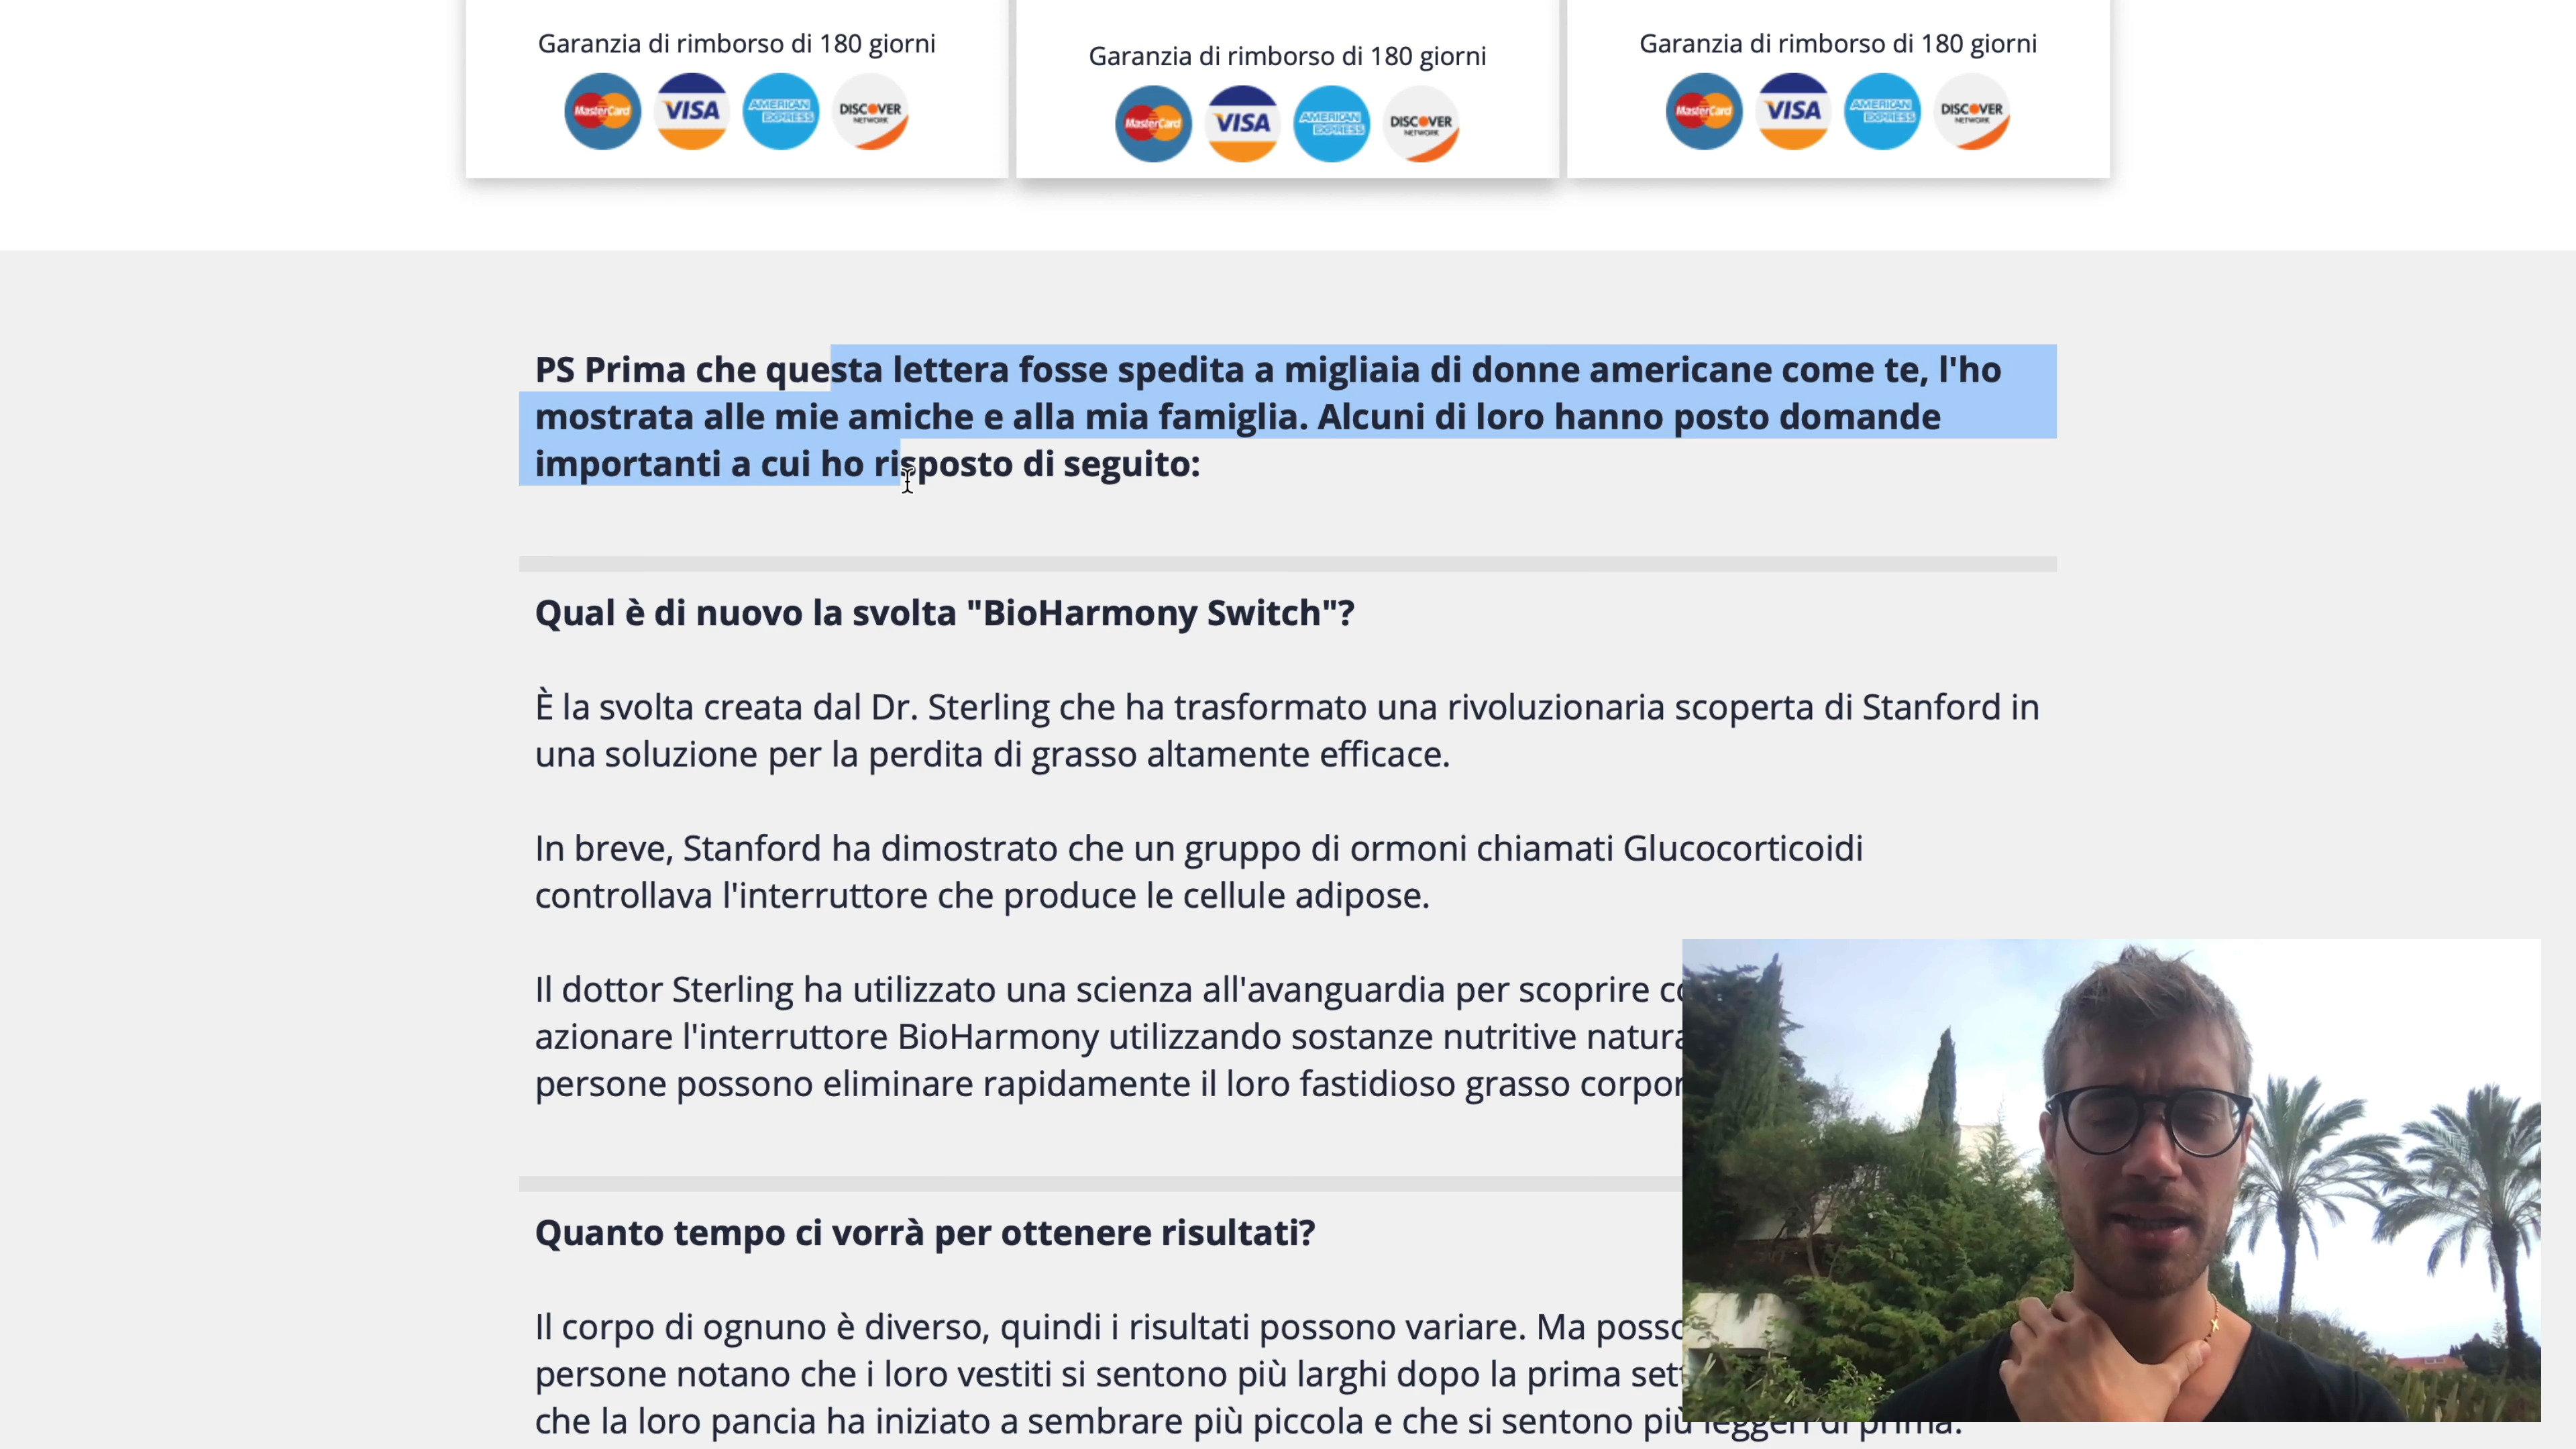 Garanzia di rimborso di 180 giorni
Garanzia di rimborso di 180 giorni
Garanzia di rimborso di 180 giorni
MasterCard VISA AMERICAN EXPRESS DISCOVER NETWORK
MasterCard VISA AMERICAN EXPRESS DISCOVER NETWORK
MasterCard VISA AMERICAN EXPRESS DISCOVER NETWORK
PS Prima che questa lettera fosse spedita a migliaia di donne americane come te, l'ho
mostrata alle mie amiche e alla mia famiglia. Alcuni di loro hanno posto domande
importanti a cui ho risposto di seguito:
Qual è di nuovo la svolta "BioHarmony Switch"?
È la svolta creata dal Dr. Sterling che ha trasformato una rivoluzionaria scoperta di Stanford in
una soluzione per la perdita di grasso altamente efficace.
In breve, Stanford ha dimostrato che un gruppo di ormoni chiamati Glucocorticoidi
controllava l'interruttore che produce le cellule adipose.
Il dottor Sterling ha utilizzato una scienza all'avanguardia per scoprire
azionare l'interruttore BioHarmony utilizzando sostanze nutritive
persone possono eliminare rapidamente il loro fastidioso grasso
Quanto tempo ci vorrà per ottenere risultati?
Il corpo di ognuno è diverso, quindi i risultati possono variare. Ma
persone notano che i loro vestiti si sentono più larghi dopo la prima
che la loro pancia ha iniziato a sembrare più piccola e che si sentono più leggeri di prima.